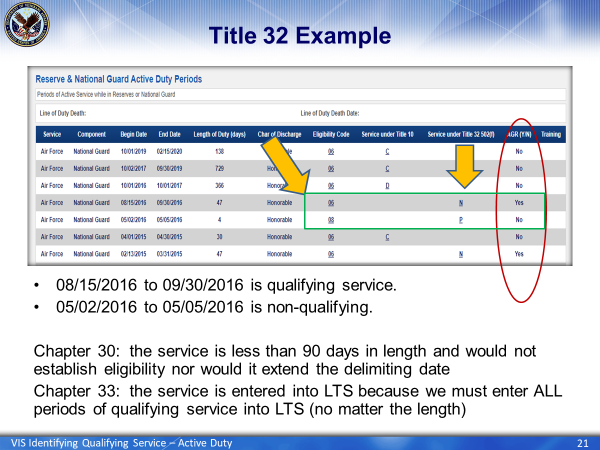 Title 32 Example
Reserve & National Guard Active Duty Periods
Periods of Active Service while in Reserves or National Guard
Line of Duty Death: Line of Duty Death Date:
Service Component Begin Date End Date Length of Duty (days) Char of Discharge Eligibility Code Service under Title 10 Service under Title 32 502(f) AGR (Y/N) Training
Air Force National Guard 10/01/2019 02/15/2020 138 06 C No
Air Force National Guard 10/02/2017 09/30/2019 729 06 C No
Air Force National Guard 10/01/2016 10/01/2017 366 06 D No
Air Force National Guard 08/15/2016 09/30/2016 47 Honorable 06 N Yes
Air Force National Guard 05/02/2016 05/05/2016 4 Honorable 08 P No
Air Force National Guard 04/01/2015 04/30/2015 30 Honorable 06 C No
Air Force National Guard 02/13/2015 03/31/2015 47 Honorable 06 N Yes
• 08/15/2016 to 09/30/2016 is qualifying service.
• 05/02/2016 to 05/05/2016 is non-qualifying.
Chapter 30: the service is less than 90 days in length and would not
establish eligibility nor would it extend the delimiting date
Chapter 33: the service is entered into LTS because we must enter ALL
periods of qualifying service into LTS (no matter the length)
VIS Identifying Qualifying Service – Active Duty 21